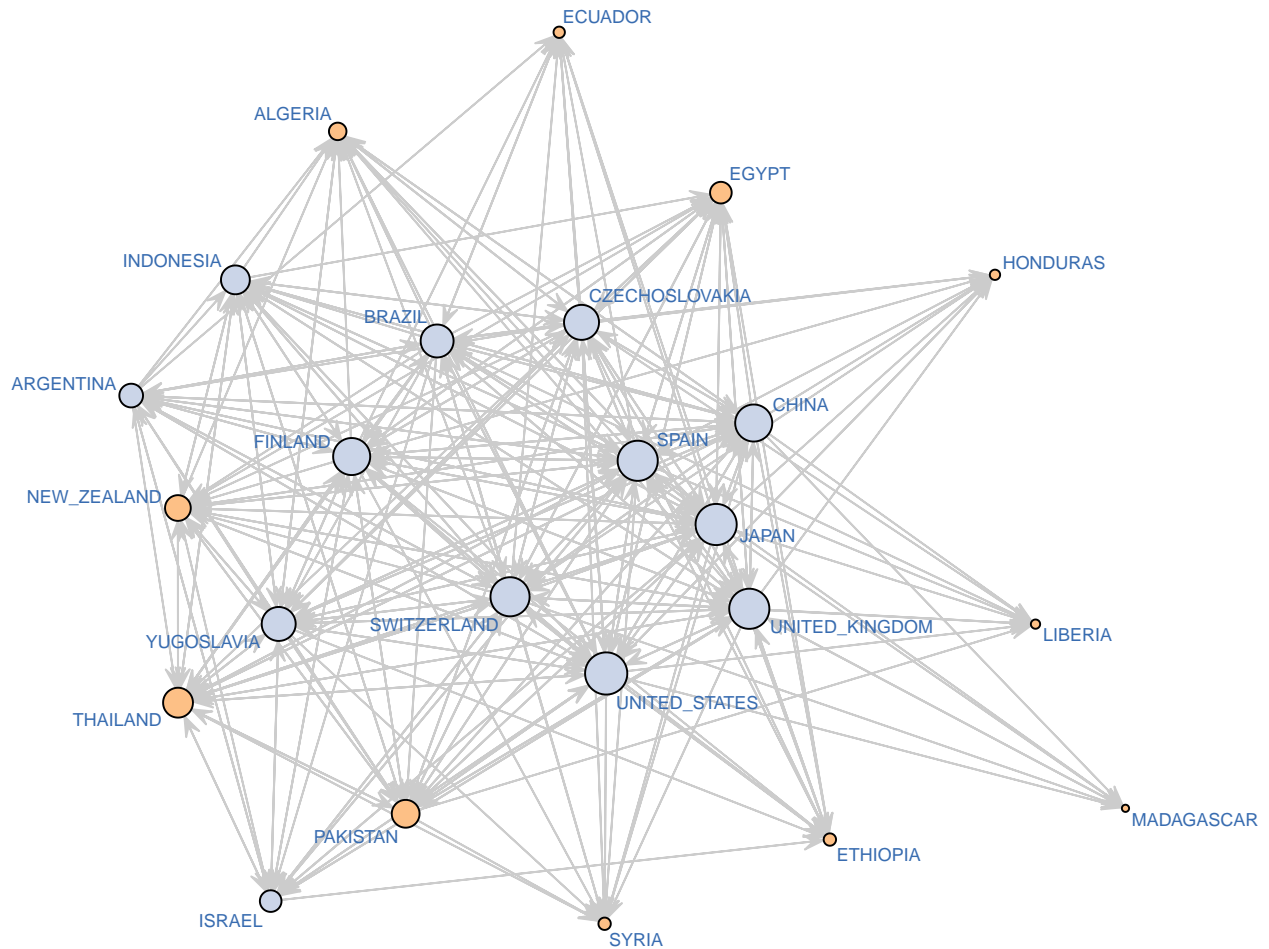 ECUADOR
ALGERIA
EGYPT
INDONESIA
HONDURAS
CZECHOSLOVAKIA
BRAZIL
ARGENTINA
CHINA
FINLAND
SPAIN
NEW_ZEALAND
JAPAN
SWITZERLAND
UNITED_KINGDOM
YUGOSLAVIA
LIBERIA
UNITED_STATES
THAILAND
MADAGASCAR
PAKISTAN
ETHIOPIA
ISRAEL
SYRIA